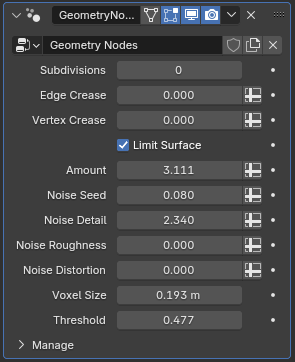 GeometryNo...
Geometry Nodes
Subdivisions 0
Edge Crease 0.000
Vertex Crease 0.000
Limit Surface
Amount 3.111
Noise Seed 0.080
Noise Detail 2.340
Noise Roughness 0.000
Noise Distortion 0.000
Voxel Size 0.193 m
Threshold 0.477
Manage